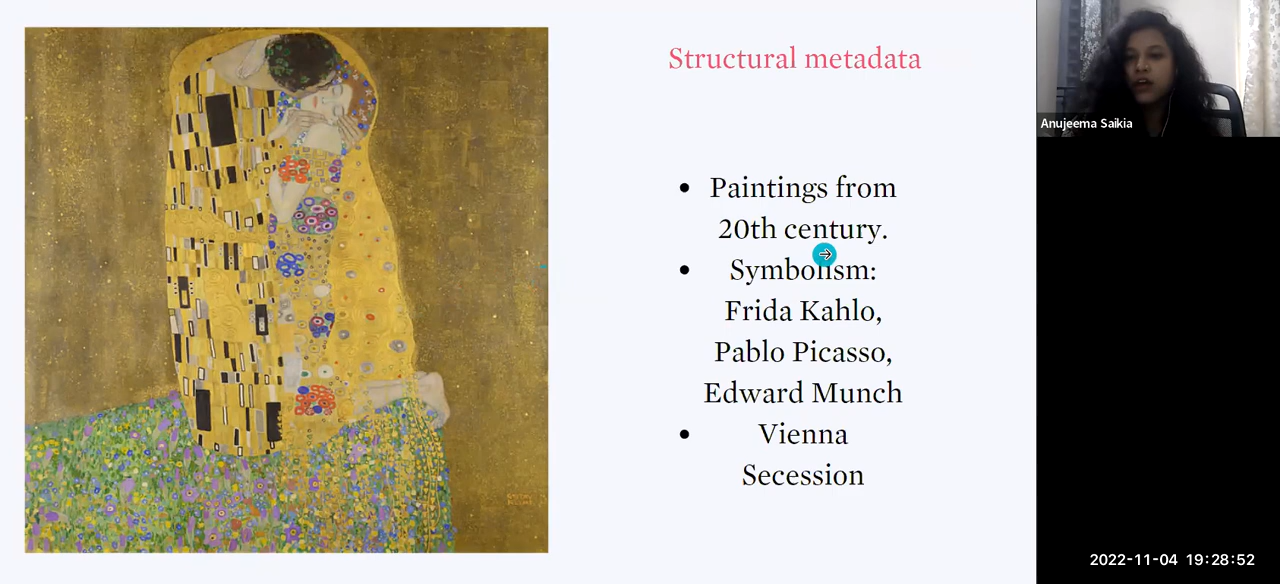 Structural metadata
Anujeema Saikia
• Paintings from
20th century.
• Symbolism:
Frida Kahlo,
Pablo Picasso,
Edward Munch
• Vienna
Secession
2022-11-04 19:28:52